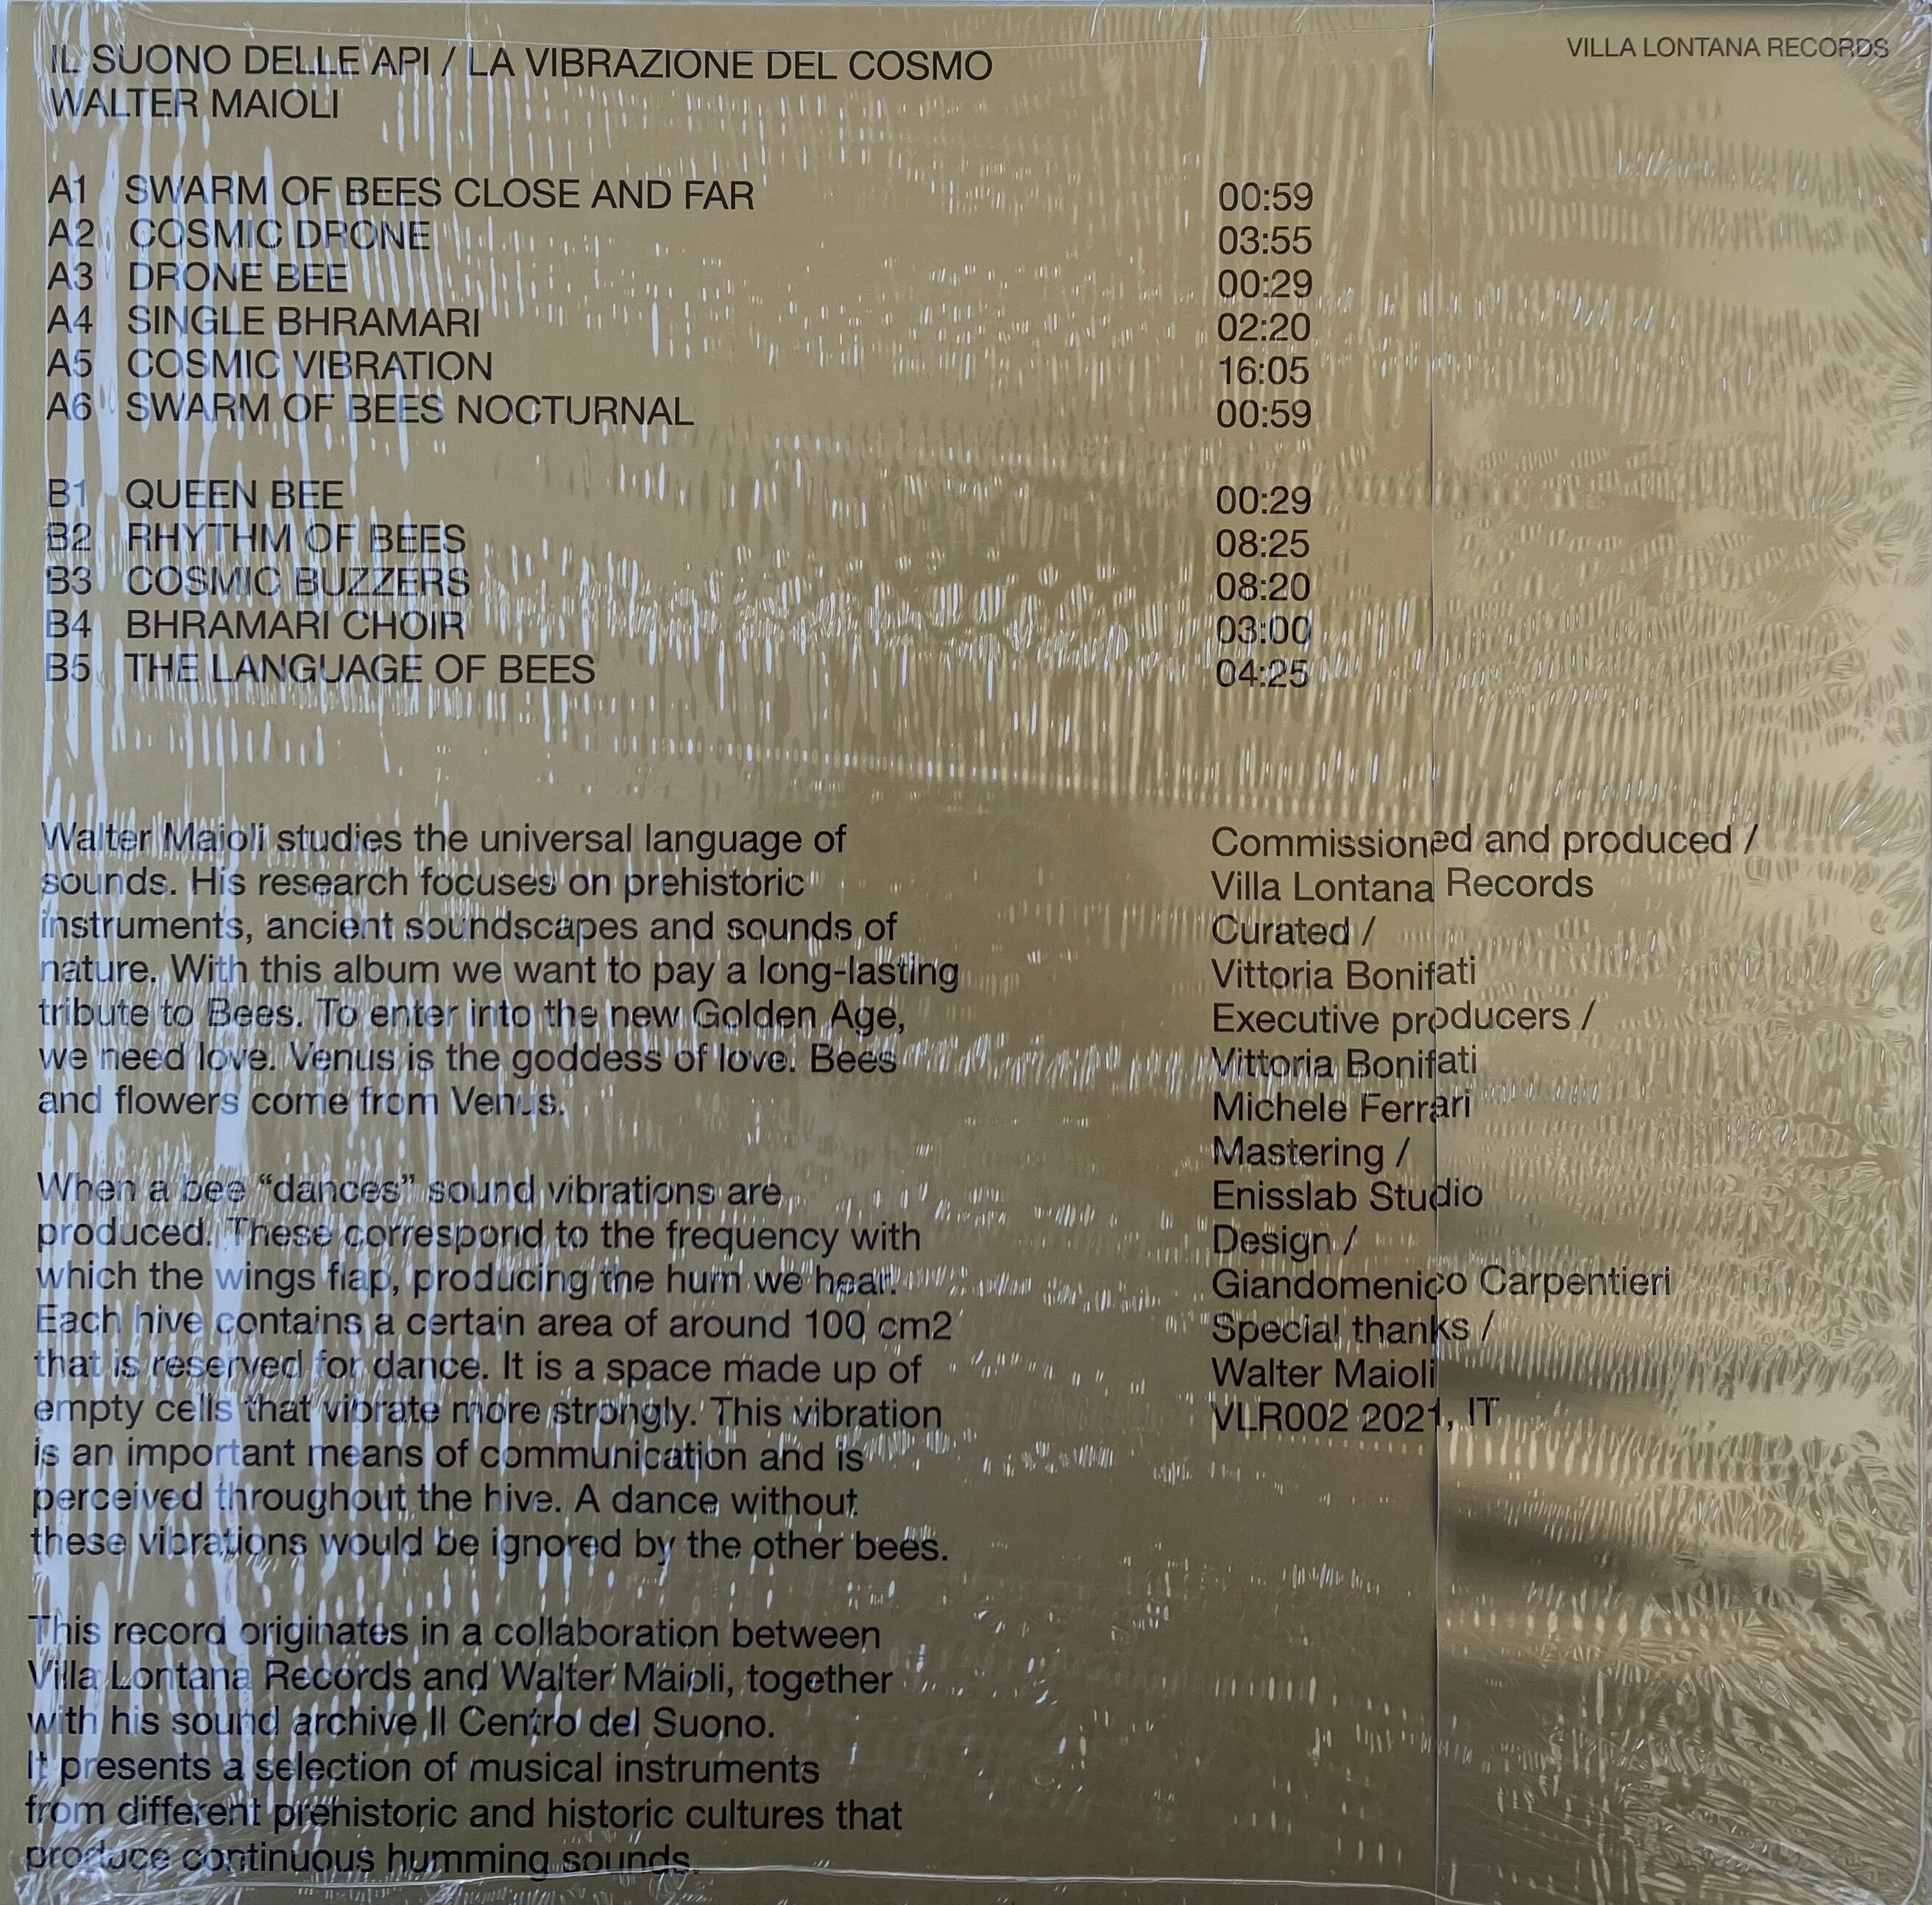 IL SUONO DELLE API / LA VIBRAZIONE DEL COSMO
WALTER MAIOLI
VILLA LONTANA RECORDS
A1 SWARM OF BEES CLOSE AND FAR 00:59
A2 COSMIC DRONE 03:55
A3 DRONE BEE 00:29
A4 SINGLE BHRAMARI 02:20
A5 COSMIC VIBRATION 16:05
A6 SWARM OF BEES NOCTURNAL 00:59
B1 QUEEN BEE 00:29
B2 RHYTHM OF BEES 08:25
B3 COSMIC BUZZERS 08:20
B4 BHRAMARI CHOIR 03:00
B5 THE LANGUAGE OF BEES 04:25
Walter Maioli studies the universal language of
sounds. His research focuses on prehistoric
instruments, ancient soundscapes and sounds of
nature. With this album we want to pay a long-lasting
tribute to Bees. To enter into the new Golden Age,
we need love. Venus is the goddess of love. Bees
and flowers come from Venus.
When a bee “dances” sound vibrations are
produced. These correspond to the frequency with
which the wings flap, producing the hum we hear.
Each hive contains a certain area of around 100 cm2
that is reserved for dance. It is a space made up of
empty cells that vibrate more strongly. This vibration
is an important means of communication and is
perceived throughout the hive. A dance without
these vibrations would be ignored by the other bees.
This record originates in a collaboration between
Villa Lontana Records and Walter Maioli, together
with his sound archive Il Centro del Suono.
It presents a selection of musical instruments
from different prehistoric and historic cultures that
produce continuous humming sounds.
Commissioned and produced /
Villa Lontana Records
Curated /
Vittoria Bonifati
Executive producers /
Vittoria Bonifati
Michele Ferrari
Mastering /
Enisslab Studio
Design /
Giandomenico Carpentieri
Special thanks /
Walter Maioli
VLR002 2021, IT